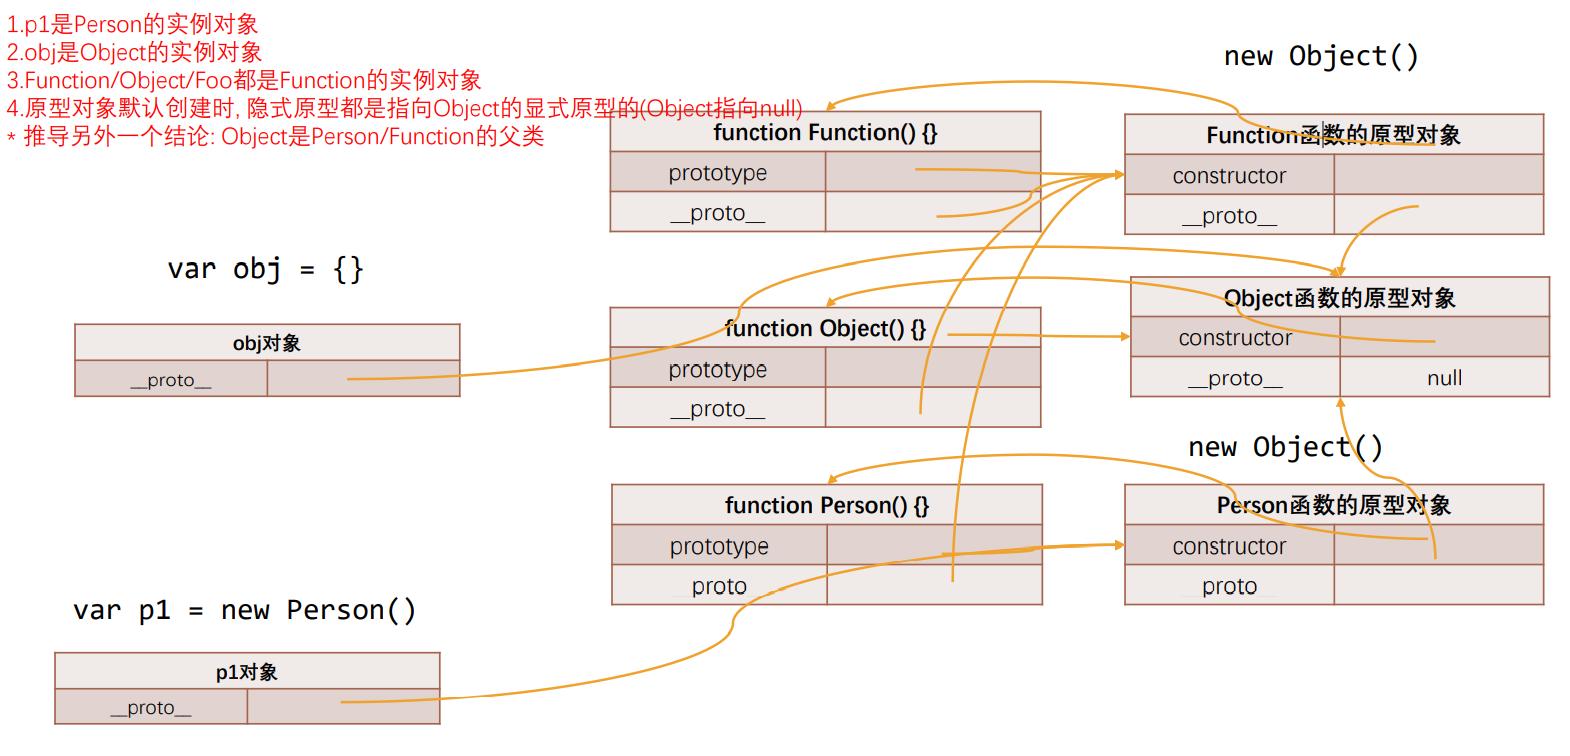 1.p1是Person的实例对象
2.obj是Object的实例对象
3.Function/Object/Foo都是Function的实例对象
4.原型对象默认创建时, 隐式原型都是指向Object的显式原型的(Object指向null)
* 推导另外一个结论: Object是Person/Function的父类
new Object()
function Function() {}
prototype
__proto__
Function函数的原型对象
constructor
__proto__
var obj = {}
obj对象
__proto__
function Object() {}
prototype
__proto__
Object函数的原型对象
constructor
__proto__ null
new Object()
function Person() {}
prototype
__proto__
Person函数的原型对象
constructor
__proto__
var p1 = new Person()
p1对象
__proto__